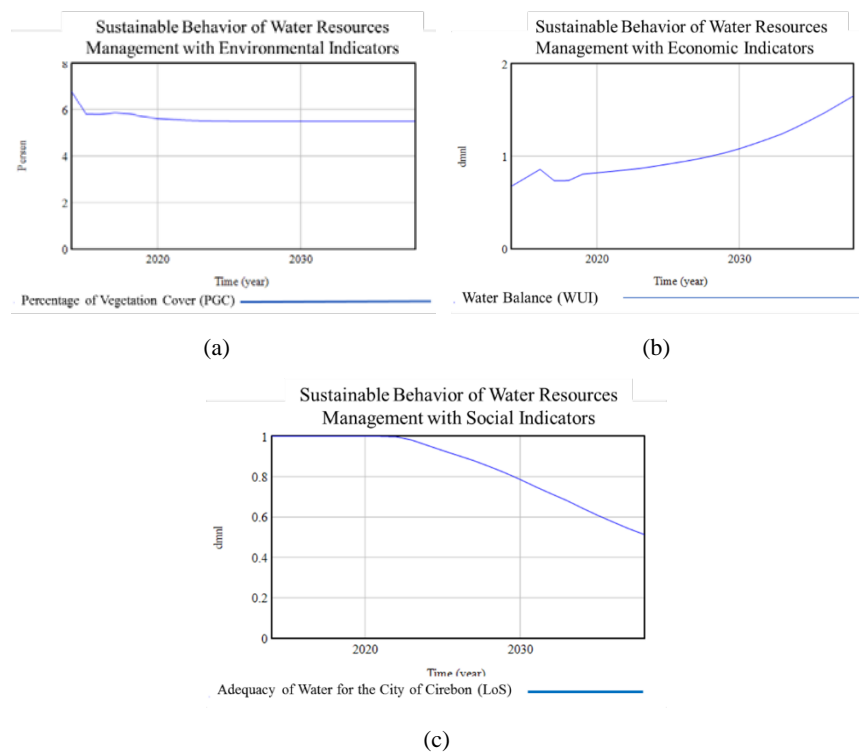 Sustainable Behavior of Water Resources
Management with Environmental Indicators
8
6
4
2
0
Persen
2020
2030
Time (year)
Percentage of Vegetation Cover (PGC)
(a)
Sustainable Behavior of Water Resources
Management with Economic Indicators
2
1
0
dmnl
2020
2030
Time (year)
Water Balance (WUI)
(b)
Sustainable Behavior of Water Resources
Management with Social Indicators
1
0.8
0.6
0.4
0.2
0
dmnl
2020
2030
Time (year)
Adequacy of Water for the City of Cirebon (LoS)
(c)